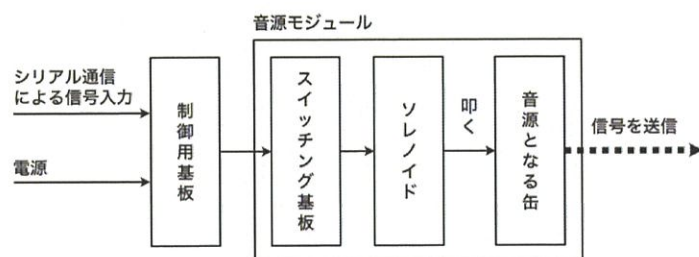 音源モジュール
シリアル通信
による信号入力
電源
制御用基板
スイッチング基板
ソレノイド
叩く
音源となる缶
信号を送信